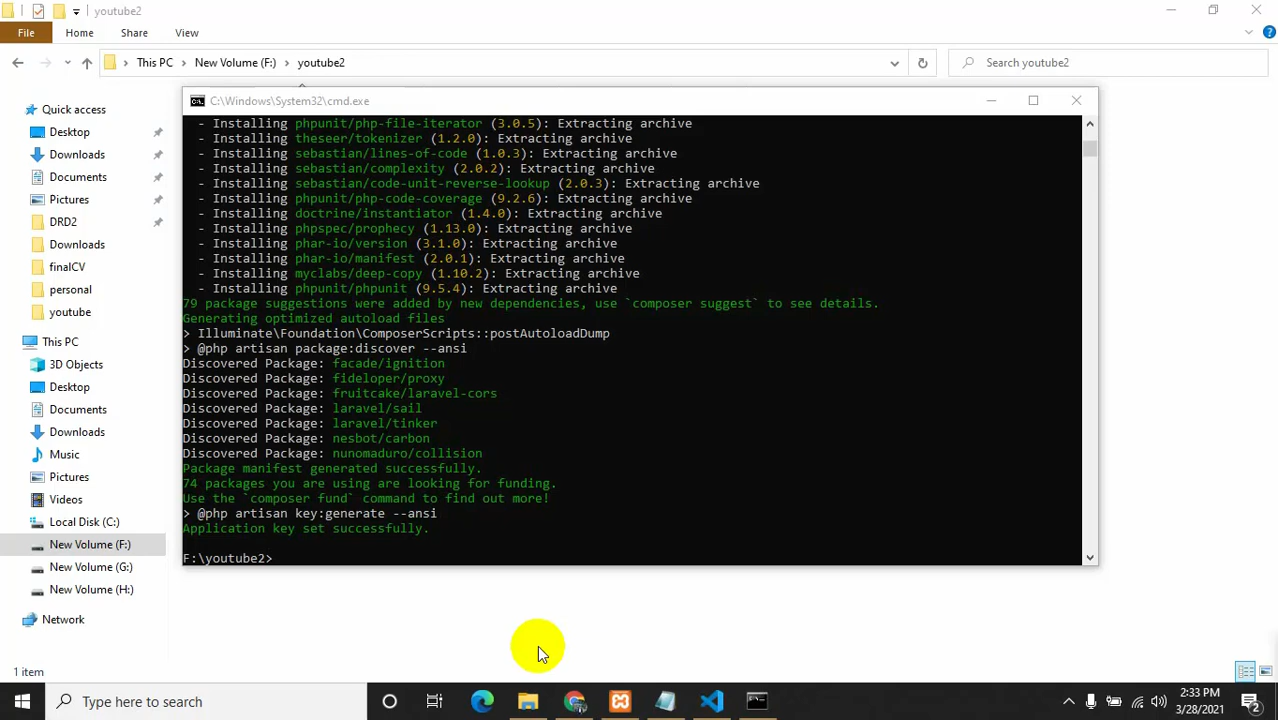 youtube2
File Home Share View
This PC New Volume (F:) youtube2
Search youtube2
Quick access
Desktop
Downloads
Documents
Pictures
DRD2
Downloads
finalCV
personal
youtube
This PC
3D Objects
Desktop
Documents
Downloads
Music
Pictures
Videos
Local Disk (C:)
New Volume (F:)
New Volume (G:)
New Volume (H:)
Network
1 item
C:\Windows\System32\cmd.exe
- Installing phpunit/php-file-iterator (3.0.5): Extracting archive
- Installing theseer/tokenizer (1.2.0): Extracting archive
- Installing sebastian/lines-of-code (1.0.3): Extracting archive
- Installing sebastian/complexity (2.0.2): Extracting archive
- Installing sebastian/code-unit-reverse-lookup (2.0.3): Extracting archive
- Installing phpunit/php-code-coverage (9.2.6): Extracting archive
- Installing doctrine/instantiator (1.4.0): Extracting archive
- Installing phpspec/prophecy (1.13.0): Extracting archive
- Installing phar-io/version (3.1.0): Extracting archive
- Installing phar-io/manifest (2.0.1): Extracting archive
- Installing myclabs/deep-copy (1.10.2): Extracting archive
- Installing phpunit/phpunit (9.5.4): Extracting archive
79 package suggestions were added by new dependencies, use `composer suggest` to see details.
Generating optimized autoload files
> Illuminate\Foundation\ComposerScripts::postAutoloadDump
> @php artisan package:discover --ansi
Discovered Package: facade/ignition
Discovered Package: fideloper/proxy
Discovered Package: fruitcake/laravel-cors
Discovered Package: laravel/sail
Discovered Package: laravel/tinker
Discovered Package: nesbot/carbon
Discovered Package: nunomaduro/collision
Package manifest generated successfully.
74 packages you are using are looking for funding.
Use the `composer fund` command to find out more!
> @php artisan key:generate --ansi
Application key set successfully.
F:\youtube2>
Type here to search
2:33 PM
3/28/2021
2